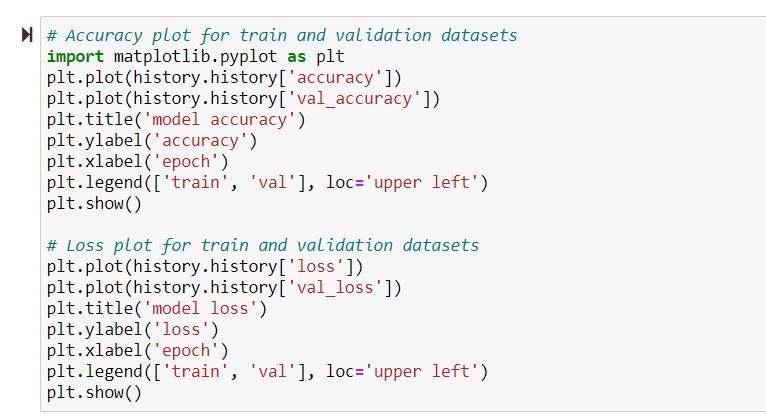 # Accuracy plot for train and validation datasets
import matplotlib.pyplot as plt
plt.plot(history.history['accuracy'])
plt.plot(history.history['val_accuracy'])
plt.title('model accuracy')
plt.ylabel('accuracy')
plt.xlabel('epoch')
plt.legend(['train', 'val'], loc='upper left')
plt.show()

# Loss plot for train and validation datasets
plt.plot(history.history['loss'])
plt.plot(history.history['val_loss'])
plt.title('model loss')
plt.ylabel('loss')
plt.xlabel('epoch')
plt.legend(['train', 'val'], loc='upper left')
plt.show()